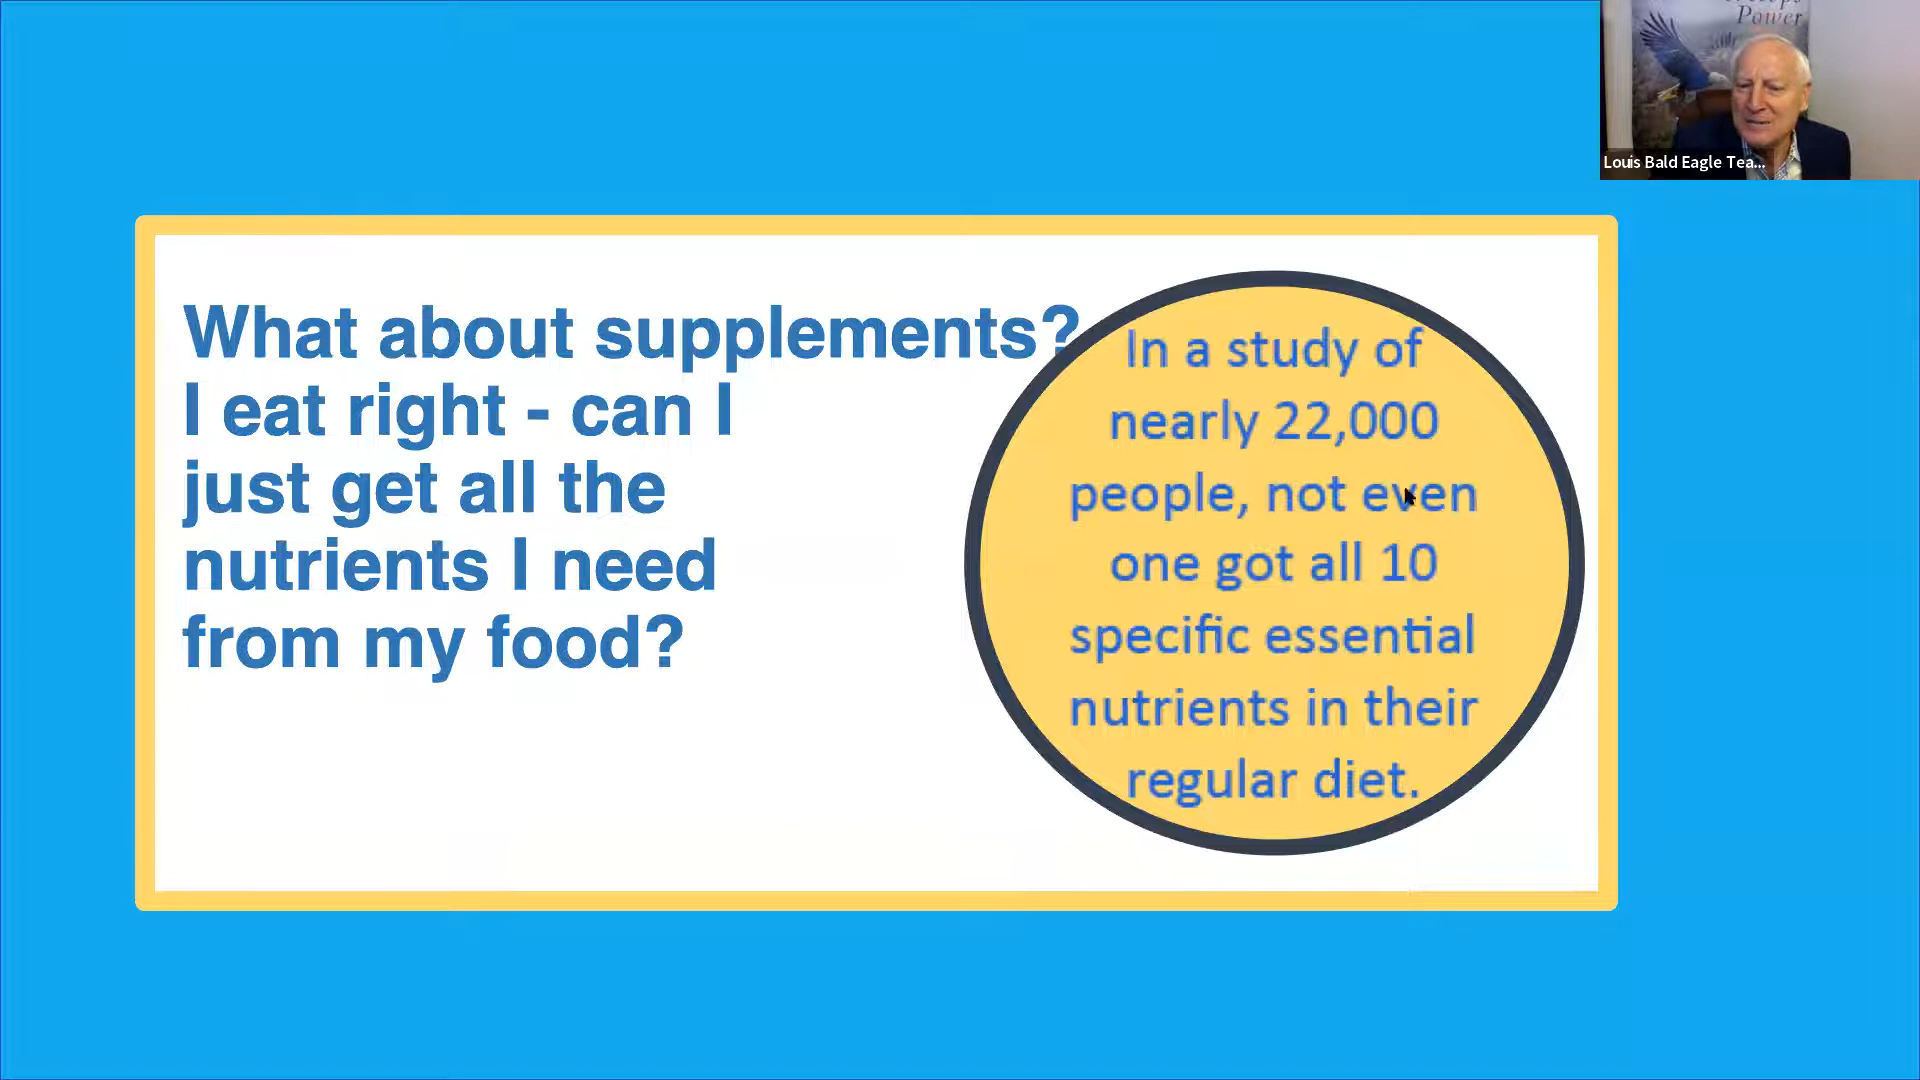 Power
Louis Bald Eagle Tea...
What about supplements?
I eat right - can I
just get all the
nutrients I need
from my food?
In a study of
nearly 22,000
people, not even
one got all 10
specific essential
nutrients in their
regular diet.